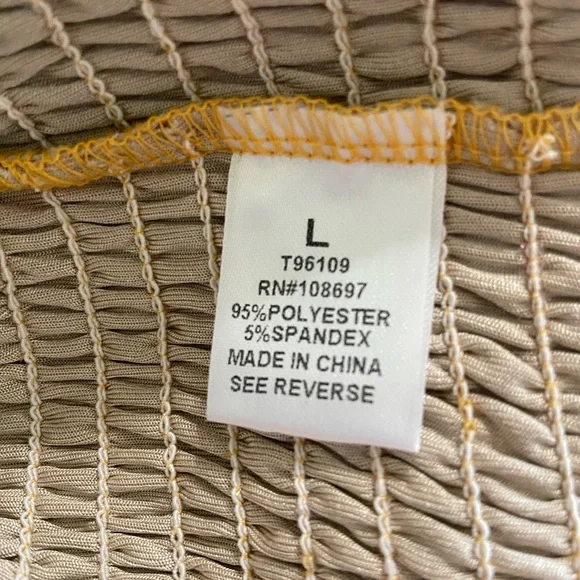 L
T96109
RN#108697
95%POLYESTER
5%SPANDEX
MADE IN CHINA
SEE REVERSE